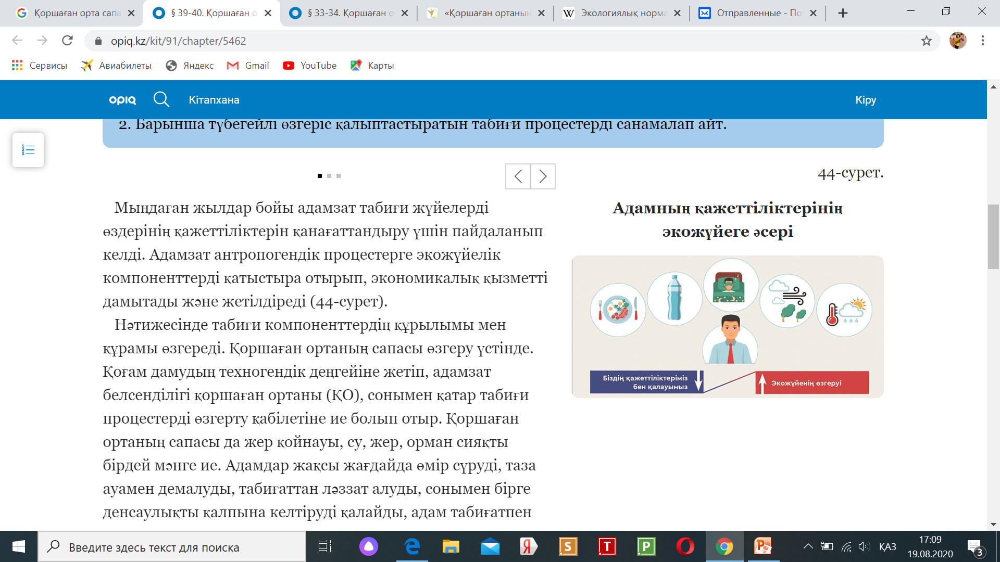 Қоршаған орта сапа
§ 39-40. Қоршаған о
§ 33-34. Қоршаған о
«Қоршаған ортанын
Экологиялық норма
Отправленные - По
opiq.kz/kit/91/chapter/5462
Сервисы
Авиабилеты
Яндекс
Gmail
YouTube
Карты
opiq
Кітапхана
Кіру
2. Барынша түбегейлі өзгеріс қалыптастыратын табиғи процестерді санамалап айт.
44-сурет.
Мыңдаған жылдар бойы адамзат табиғи жүйелерді
өздерінің қажеттіліктерін қанағаттандыру үшін пайдаланып
келді. Адамзат антропогендік процестерге экожүйелік
компоненттерді қатыстыра отырып, экономикалық қызметті
дамытады және жетілдіреді (44-сурет).
Нәтижесінде табиғи компоненттердің құрылымы мен
құрамы өзгереді. Қоршаған ортаның сапасы өзгеру үстінде.
Қоғам дамудың техногендік деңгейіне жетіп, адамзат
белсенділігі қоршаған ортаны (ҚО), сонымен қатар табиғи
процестерді өзгерту қабілетіне ие болып отыр. Қоршаған
ортаның сапасы да жер қойнауы, су, жер, орман сияқты
бірдей мәнге ие. Адамдар жақсы жағдайда өмір сүруді, таза
ауамен демалуды, табиғаттан ләззат алуды, сонымен бірге
денсаулықты қалпына келтіруді қалайды, адам табиғатпен
Адамның қажеттіліктерінің
экожүйеге әсері
Біздің қажеттіліктеріміз
бен қалауымыз
Экожүйенің өзгеруі
Введите здесь текст для поиска
Я
S
T
P
ҚАЗ
17:09
19.08.2020
3